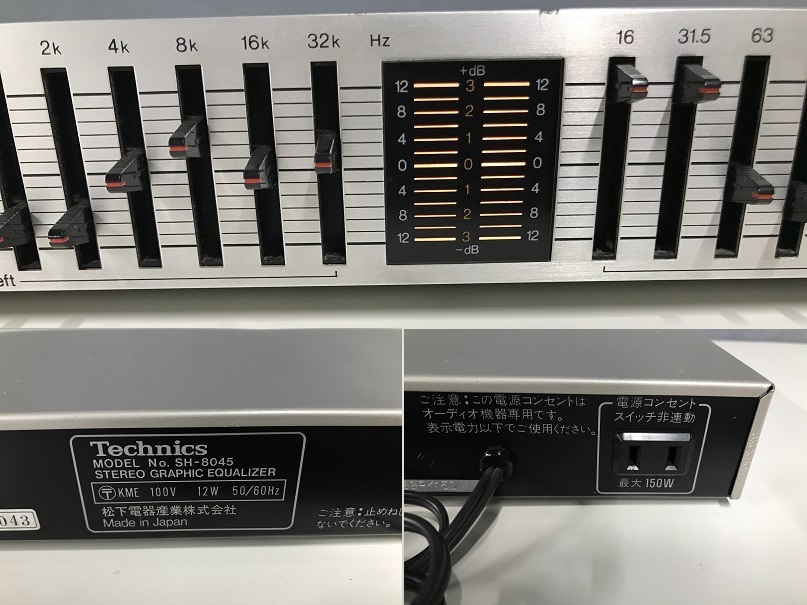 2k 4k 8k 16k 32k Hz
16 31.5 63
+dB
12 3 12
8 2 8
4 1 4
0 0 0
4 1 4
8 2 8
12 3 12
-dB
eft
Technics
MODEL No. SH-8045
STEREO GRAPHIC EQUALIZER
KME 100V 12W 50/60Hz
松下電器産業株式会社
Made in Japan
043
ご注意:止めねじ
ないでください。
ご注意:この電源コンセントは
オーディオ機器専用です。
表示電力以下でご使用ください。
電源コンセント
スイッチ非連動
最大 150W